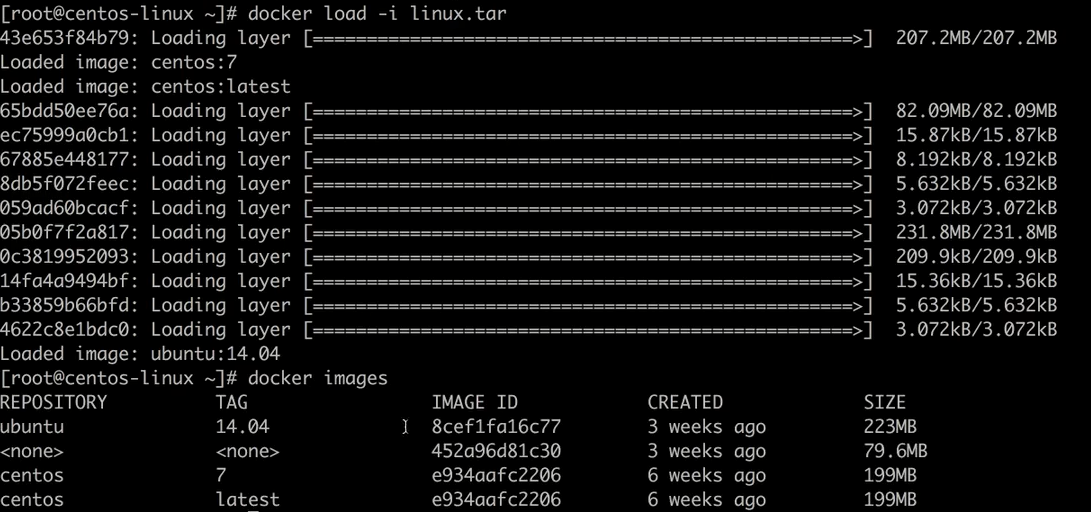 [root@centos-linux ~]# docker load -i linux.tar
43e653f84b79: Loading layer [==================================================>]  207.2MB/207.2MB
Loaded image: centos:7
Loaded image: centos:latest
65bdd50ee76a: Loading layer [==================================================>]  82.09MB/82.09MB
ec75999a0cb1: Loading layer [==================================================>]  15.87kB/15.87kB
67885e448177: Loading layer [==================================================>]  8.192kB/8.192kB
8db5f072feec: Loading layer [==================================================>]  5.632kB/5.632kB
059ad60bcacf: Loading layer [==================================================>]  3.072kB/3.072kB
05b0f7f2a817: Loading layer [==================================================>]  231.8MB/231.8MB
0c3819952093: Loading layer [==================================================>]  209.9kB/209.9kB
14fa4a9494bf: Loading layer [==================================================>]  15.36kB/15.36kB
b33859b66bfd: Loading layer [==================================================>]  5.632kB/5.632kB
4622c8e1bdc0: Loading layer [==================================================>]  3.072kB/3.072kB
Loaded image: ubuntu:14.04
[root@centos-linux ~]# docker images
REPOSITORY          TAG                 IMAGE ID            CREATED             SIZE
ubuntu              14.04               8cef1fa16c77        3 weeks ago         223MB
<none>              <none>              452a96d81c30        3 weeks ago         79.6MB
centos              7                   e934aafc2206        6 weeks ago         199MB
centos              latest              e934aafc2206        6 weeks ago         199MB